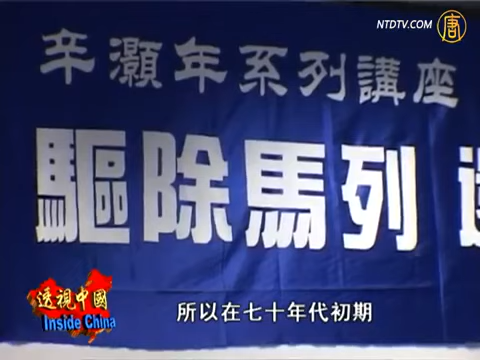 NTDTV.COM
唐
辛灝年系列講座
驅除馬列
透視中國
Inside China
所以在七十年代初期